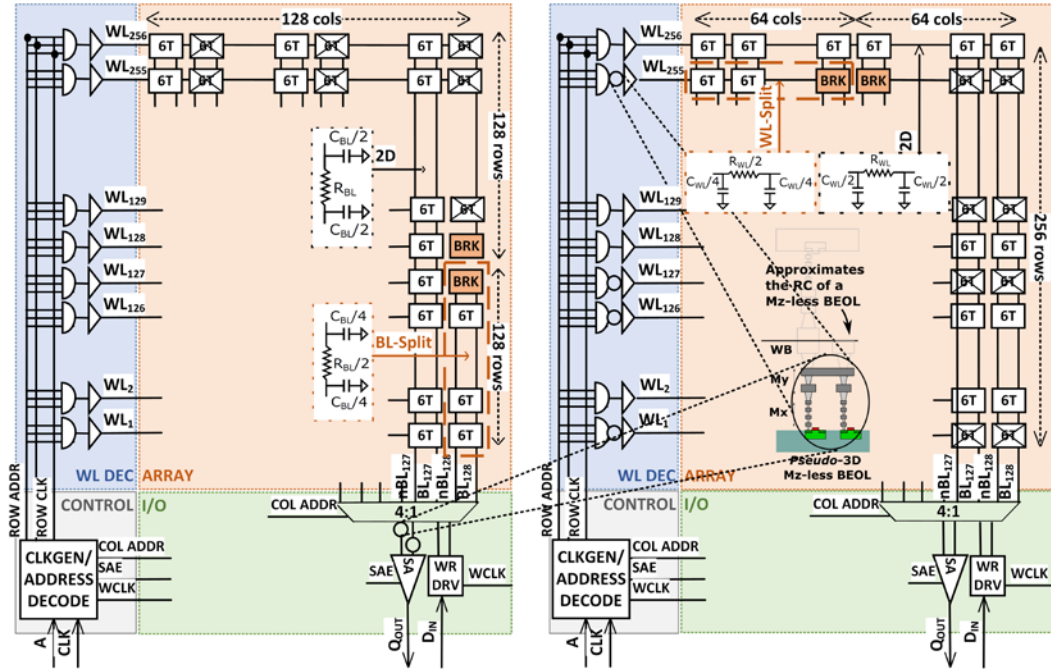 128 cols
WL256
6T 6T 6T 6T 6T 6T
WL255
6T 6T 6T 6T 6T 6T
128 rows
CBL/2
2D
RBL
CBL/2
WL129
6T 6T
WL128
6T BRK
WL127
6T BRK
WL126
6T 6T
CBL/4
BL-Split
RBL/2
CBL/4
128 rows
WL2
6T 6T
WL1
6T 6T
WL DEC
ARRAY
nBL127
BL127
nBL128
BL128
ROW ADDR
ROW CLK
CONTROL
I/O
COL ADDR
4:1
CLKGEN/
ADDRESS
DECODE
COL ADDR
SAE
WCLK
SAE
SA
WR
DRV
WCLK
A
CLK
QOUT
DIN
64 cols
64 cols
WL256
6T 6T 6T 6T 6T 6T
WL255
6T 6T BRK BRK 6T 6T
WL-Split
2D
RWL/2
CWL/4
CWL/4
RWL
CWL/2
CWL/2
256 rows
WL129
6T 6T
WL128
6T 6T
WL127
6T 6T
WL126
6T 6T
Approximates
the RC of a
Mz-less BEOL
WB
My
Mx
Pseudo-3D
Mz-less BEOL
WL2
6T 6T
WL1
6T 6T
WL DEC
ARRAY
nBL127
BL127
nBL128
BL128
ROW ADDR
ROW CLK
CONTROL
I/O
COL ADDR
4:1
CLKGEN/
ADDRESS
DECODE
COL ADDR
SAE
WCLK
SAE
SA
WR
DRV
WCLK
A
CLK
QOUT
DIN